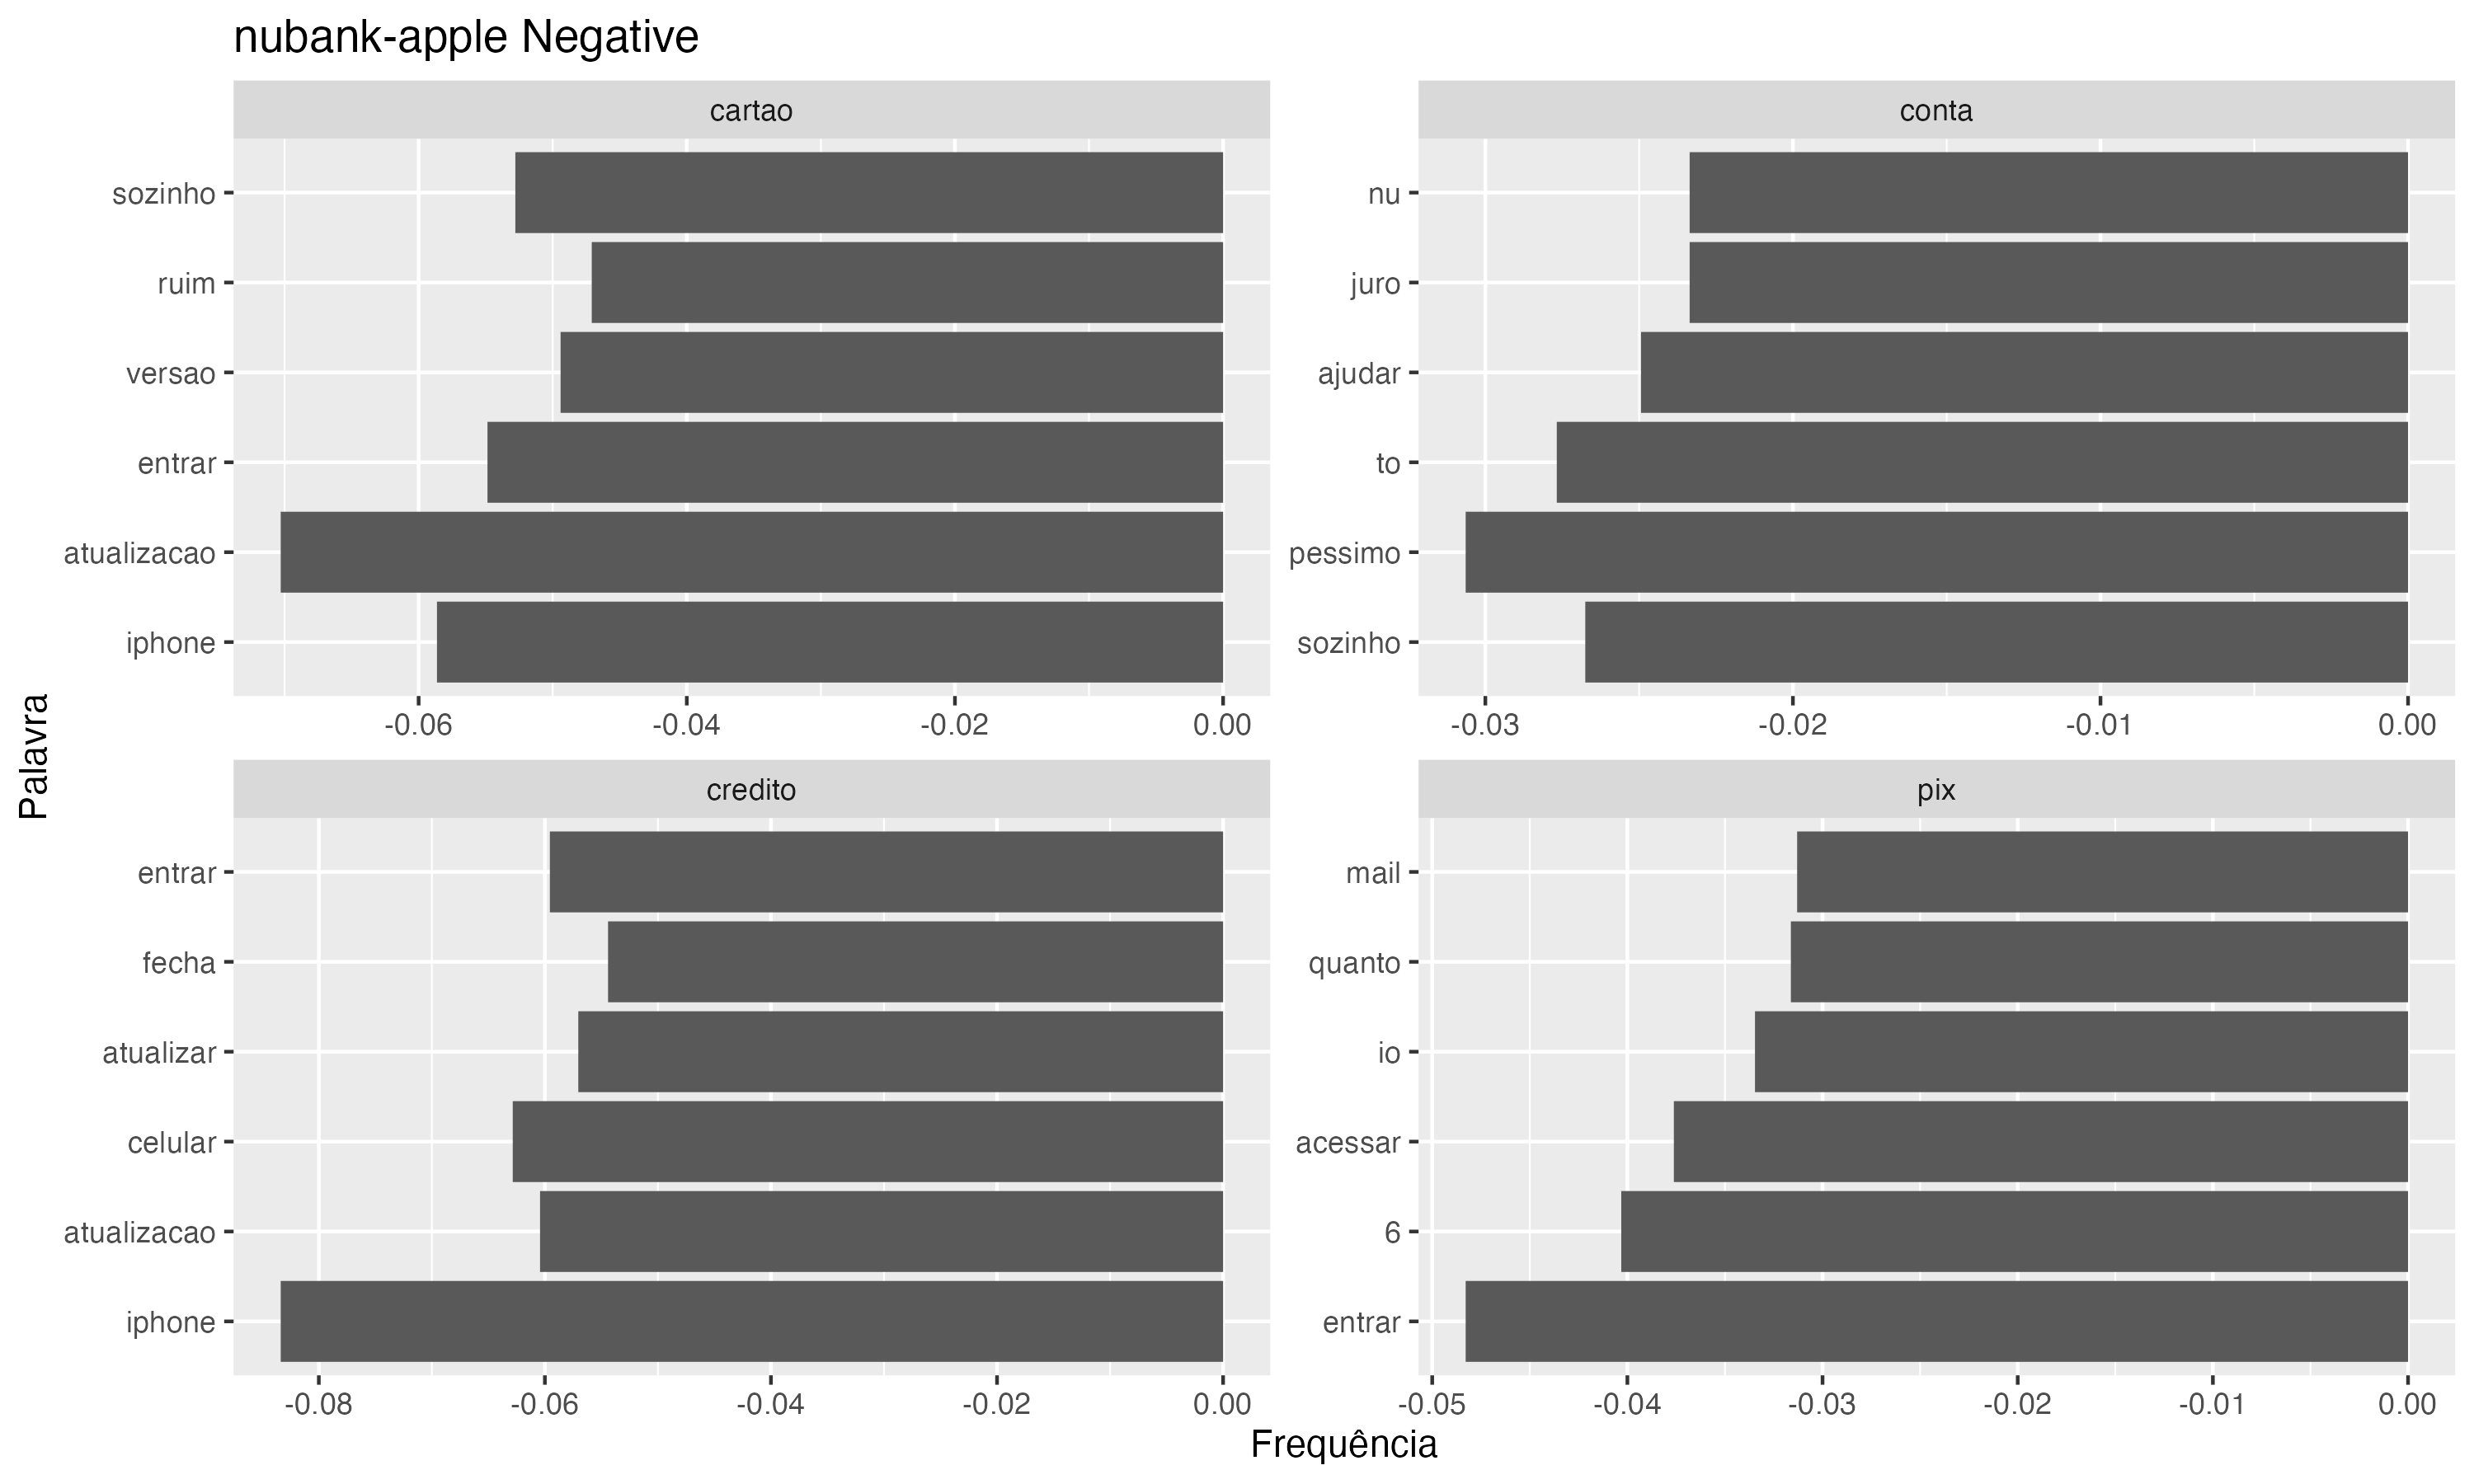 nubank-apple Negative
Palavra
cartao
sozinho
ruim
versao
entrar
atualizacao
iphone
-0.06 -0.04 -0.02 0.00
conta
nu
juro
ajudar
to
pessimo
sozinho
-0.03 -0.02 -0.01 0.00
credito
entrar
fecha
atualizar
celular
atualizacao
iphone
-0.08 -0.06 -0.04 -0.02 0.00
pix
mail
quanto
io
acessar
6
entrar
-0.05 -0.04 -0.03 -0.02 -0.01 0.00
Frequência